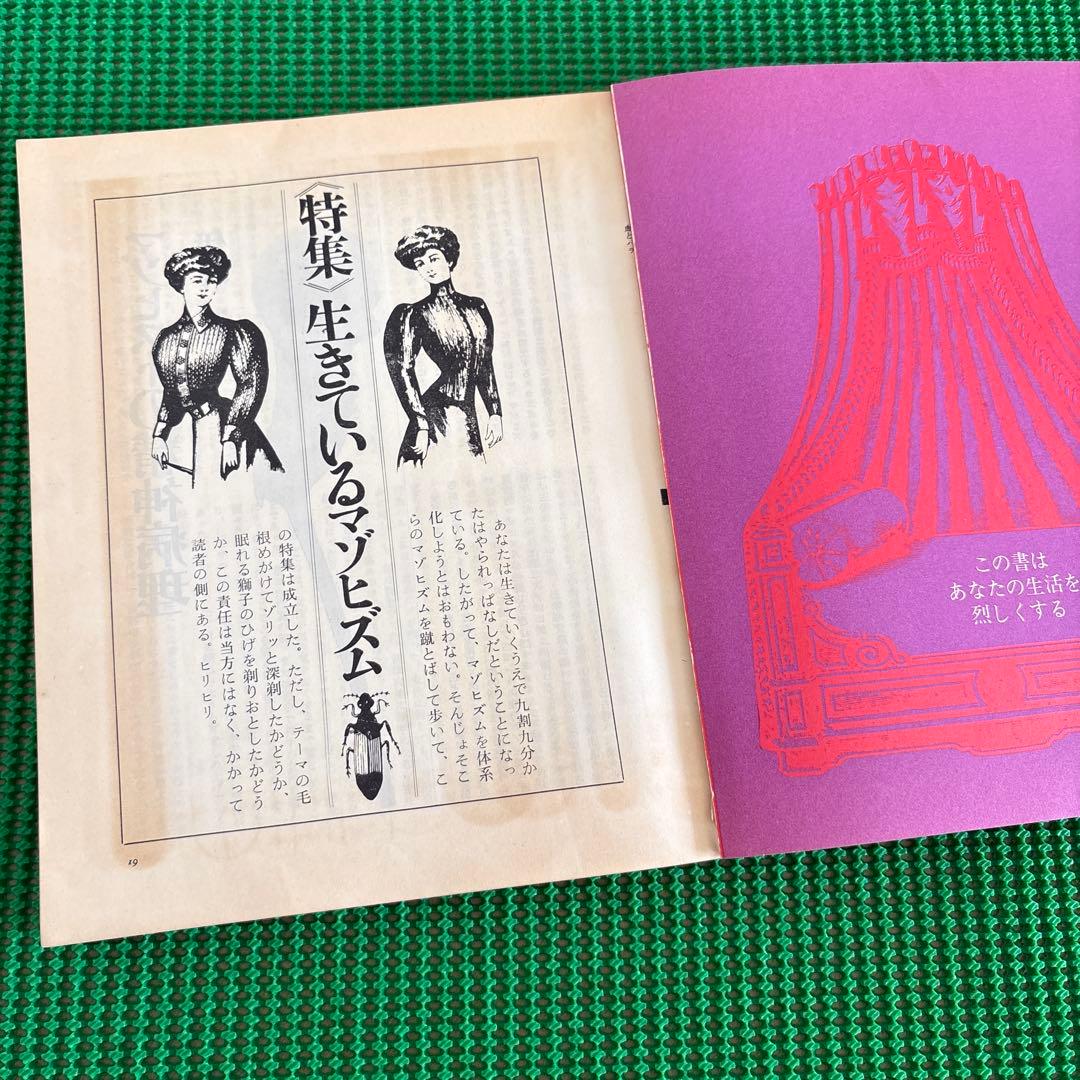 《特集》生きているマゾヒズム
あなたは生きていくうえで九割九分か
たはやられっぱなしだということになっ
ている。したがって、マゾヒズムを体系
化しようとはおもわない。そんじょそこ
らのマゾヒズムを蹴とばして歩いて、こ
の特集は成立した。ただし、テーマの毛
根めがけてゾリッと深剃したかどうか、
眠れる獅子のひげを剃りおとしたかどう
か、この責任は当方にはなく、かかって
読者の側にある。ヒリヒリ。
19
この書は
あなたの生活を
烈しくする